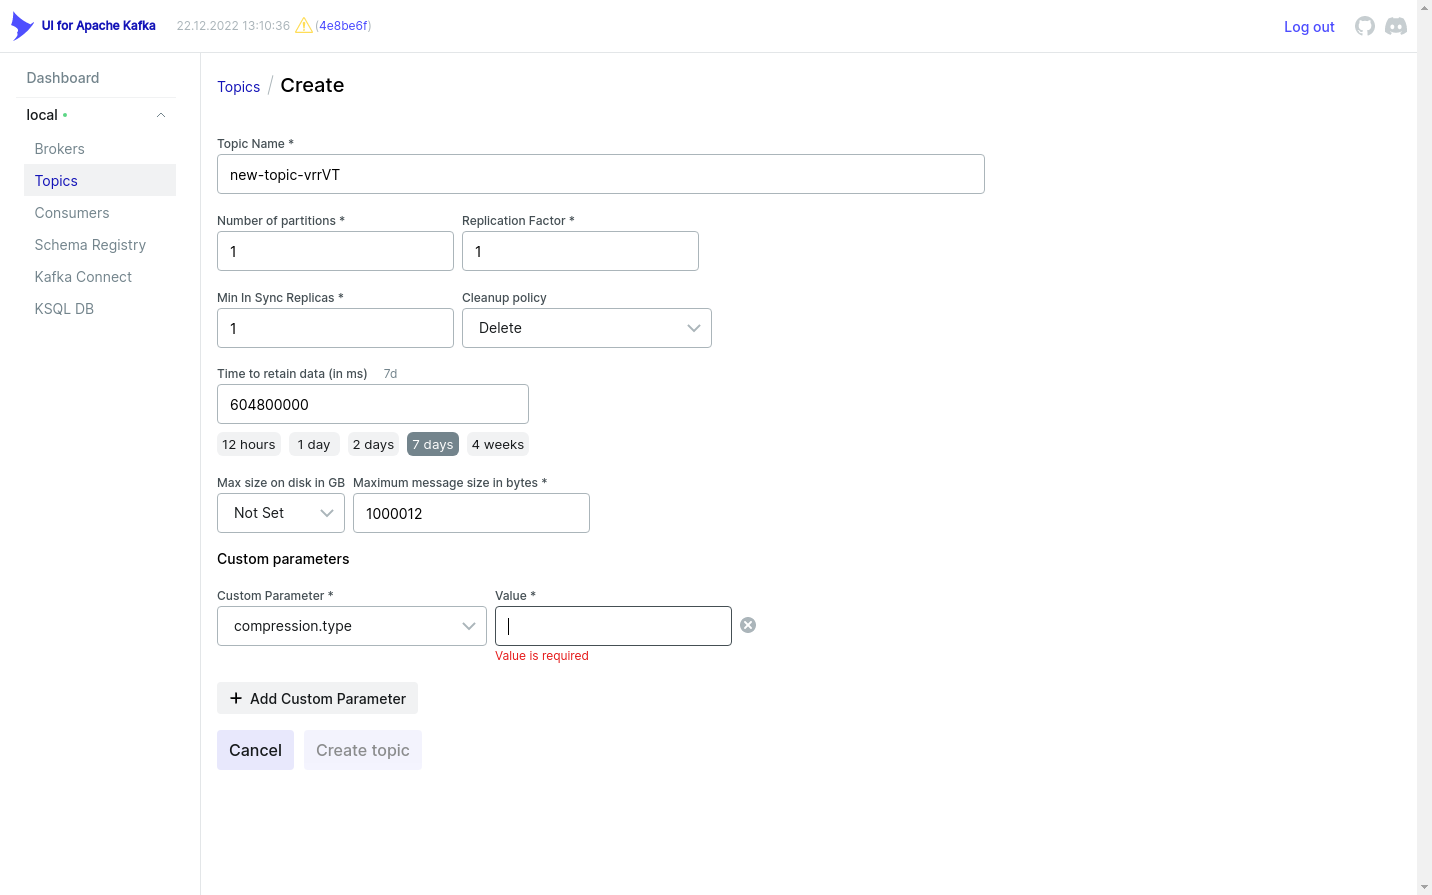 UI for Apache Kafka 22.12.2022 13:10:36 (4e8be6f) Log out
Dashboard
local
Brokers
Topics
Consumers
Schema Registry
Kafka Connect
KSQL DB
Topics / Create
Topic Name *
new-topic-vrrVT
Number of partitions * Replication Factor *
1 1
Min In Sync Replicas * Cleanup policy
1 Delete
Time to retain data (in ms) 7d
604800000
12 hours 1 day 2 days 7 days 4 weeks
Max size on disk in GB Maximum message size in bytes *
Not Set 1000012
Custom parameters
Custom Parameter * Value *
compression.type
Value is required
Add Custom Parameter
Cancel Create topic